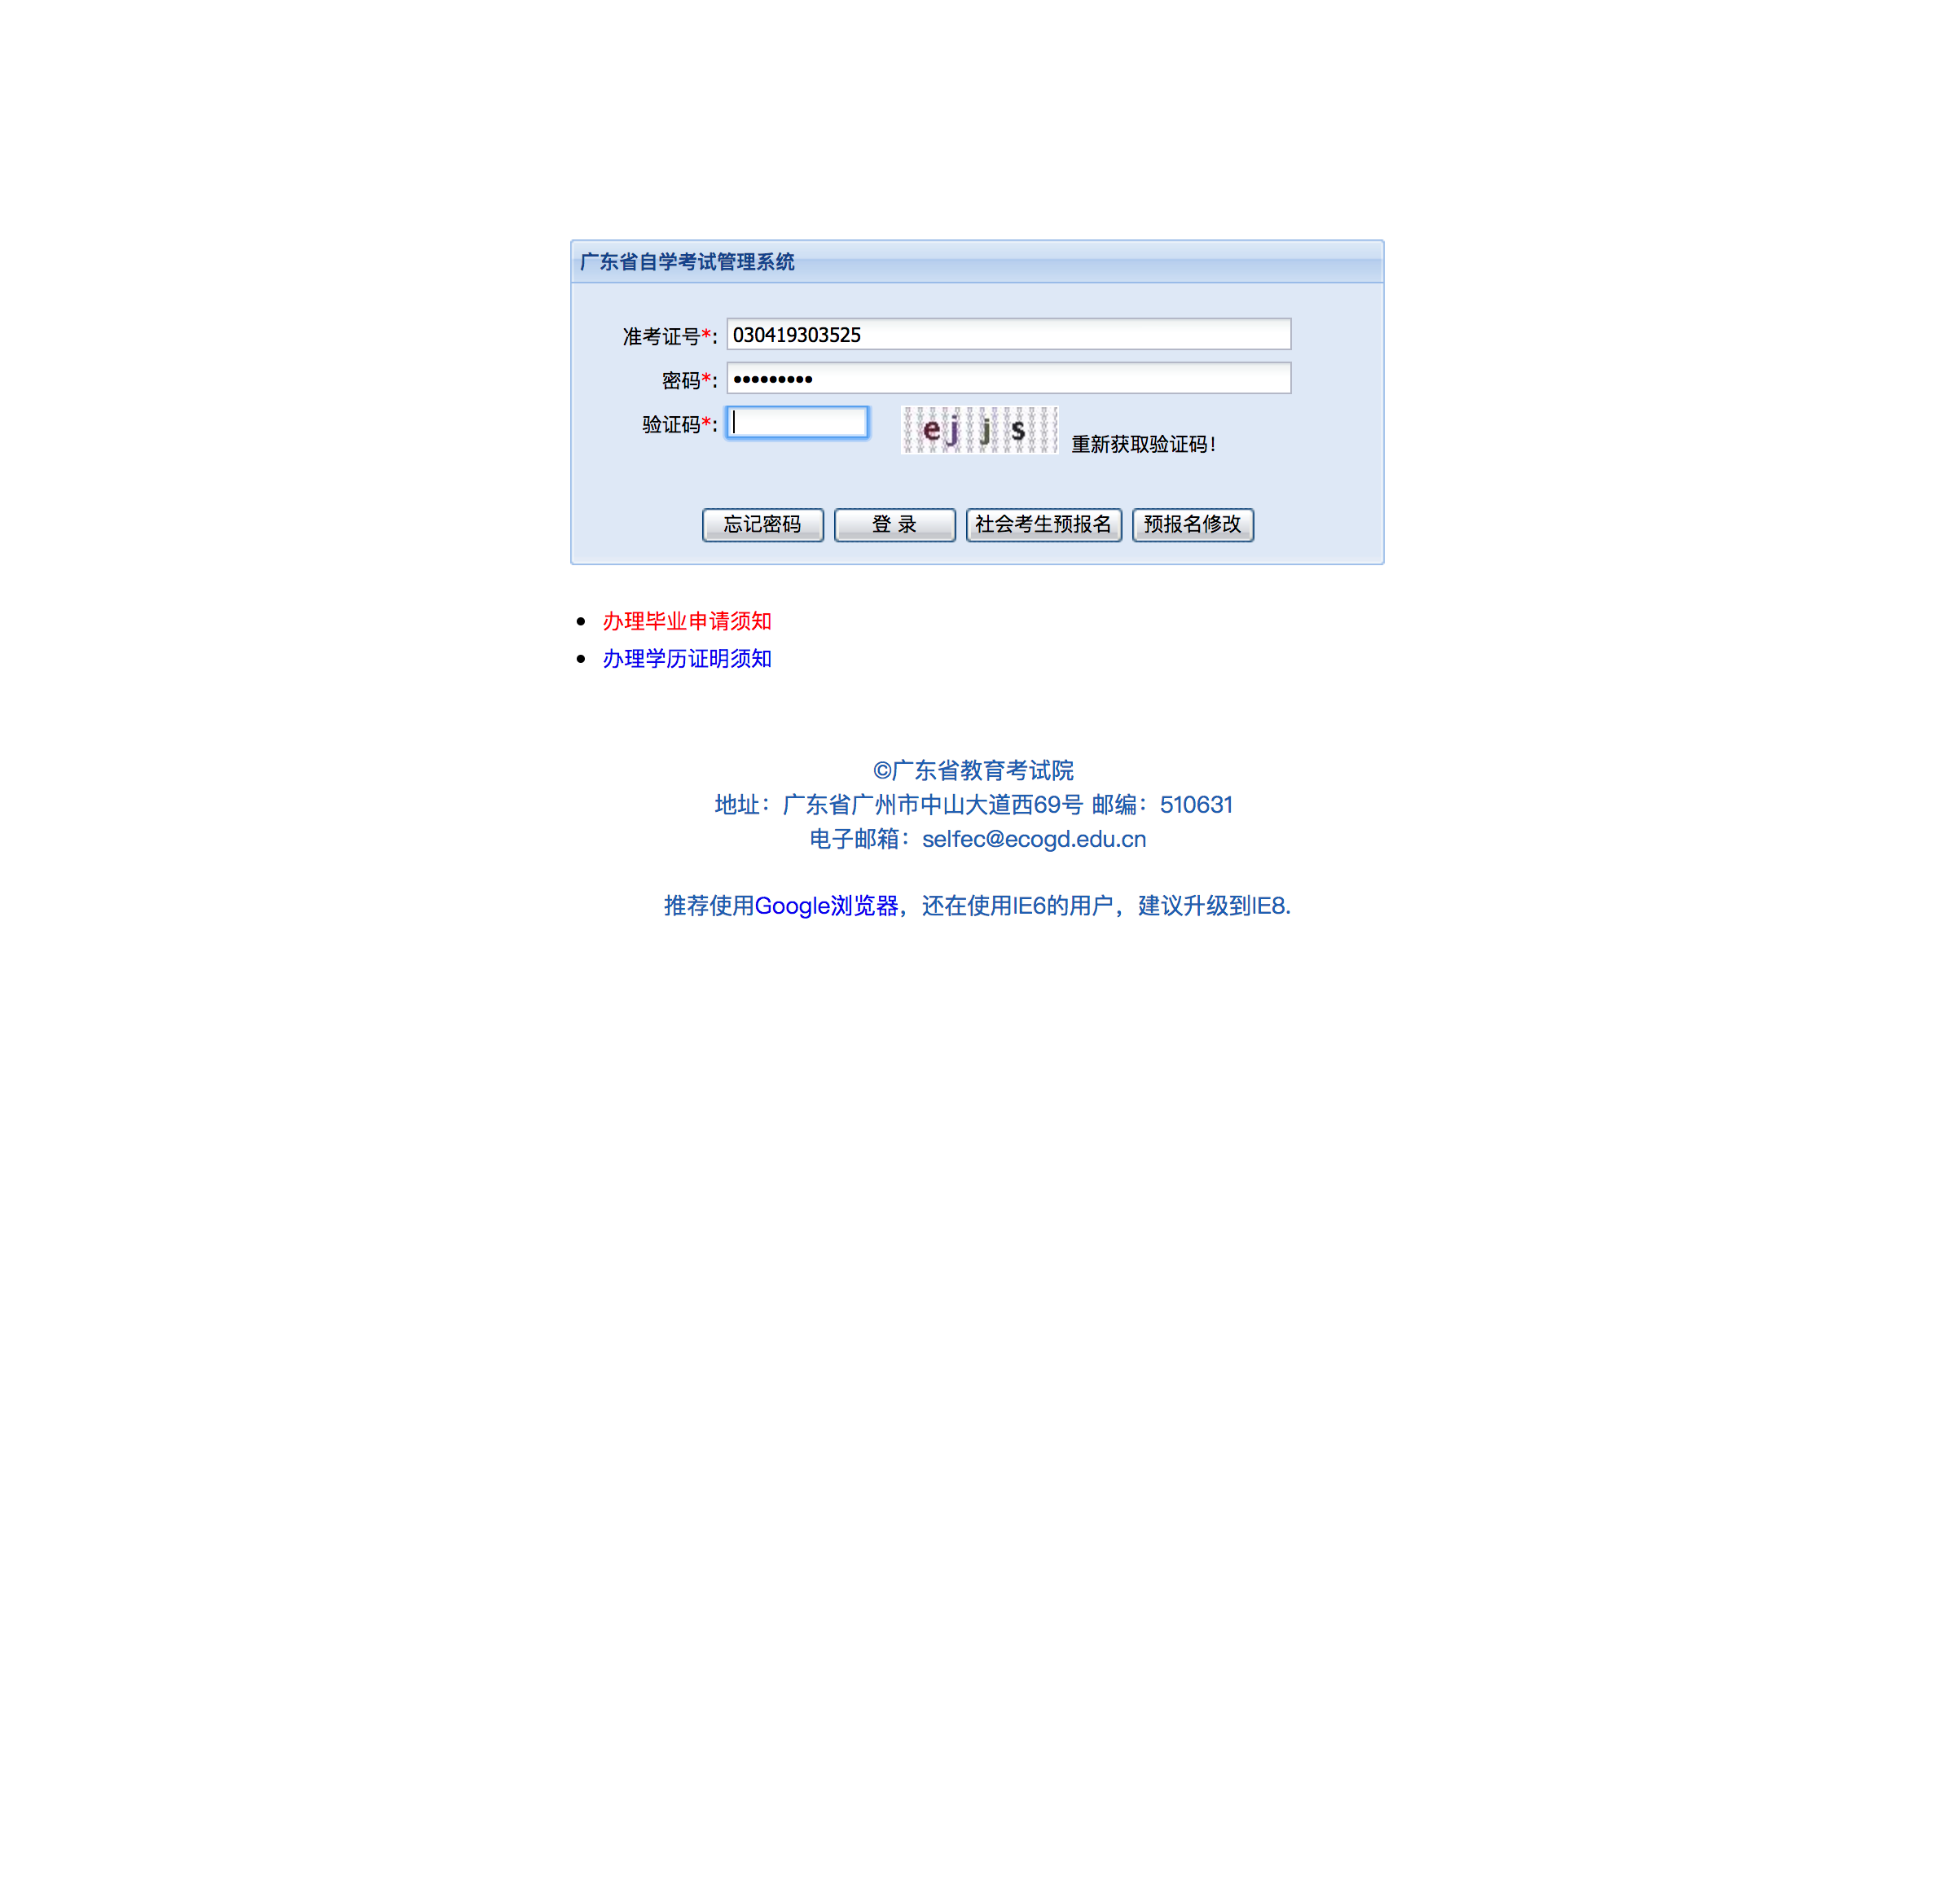 广东省自学考试管理系统
准考证号*: 030419303525
密码*: •••••••••
验证码*: ejjs 重新获取验证码!
忘记密码 登 录 社会考生预报名 预报名修改
• 办理毕业申请须知
• 办理学历证明须知
©广东省教育考试院
地址：广东省广州市中山大道西69号 邮编：510631
电子邮箱：selfec@ecogd.edu.cn
推荐使用Google浏览器，还在使用IE6的用户，建议升级到IE8.